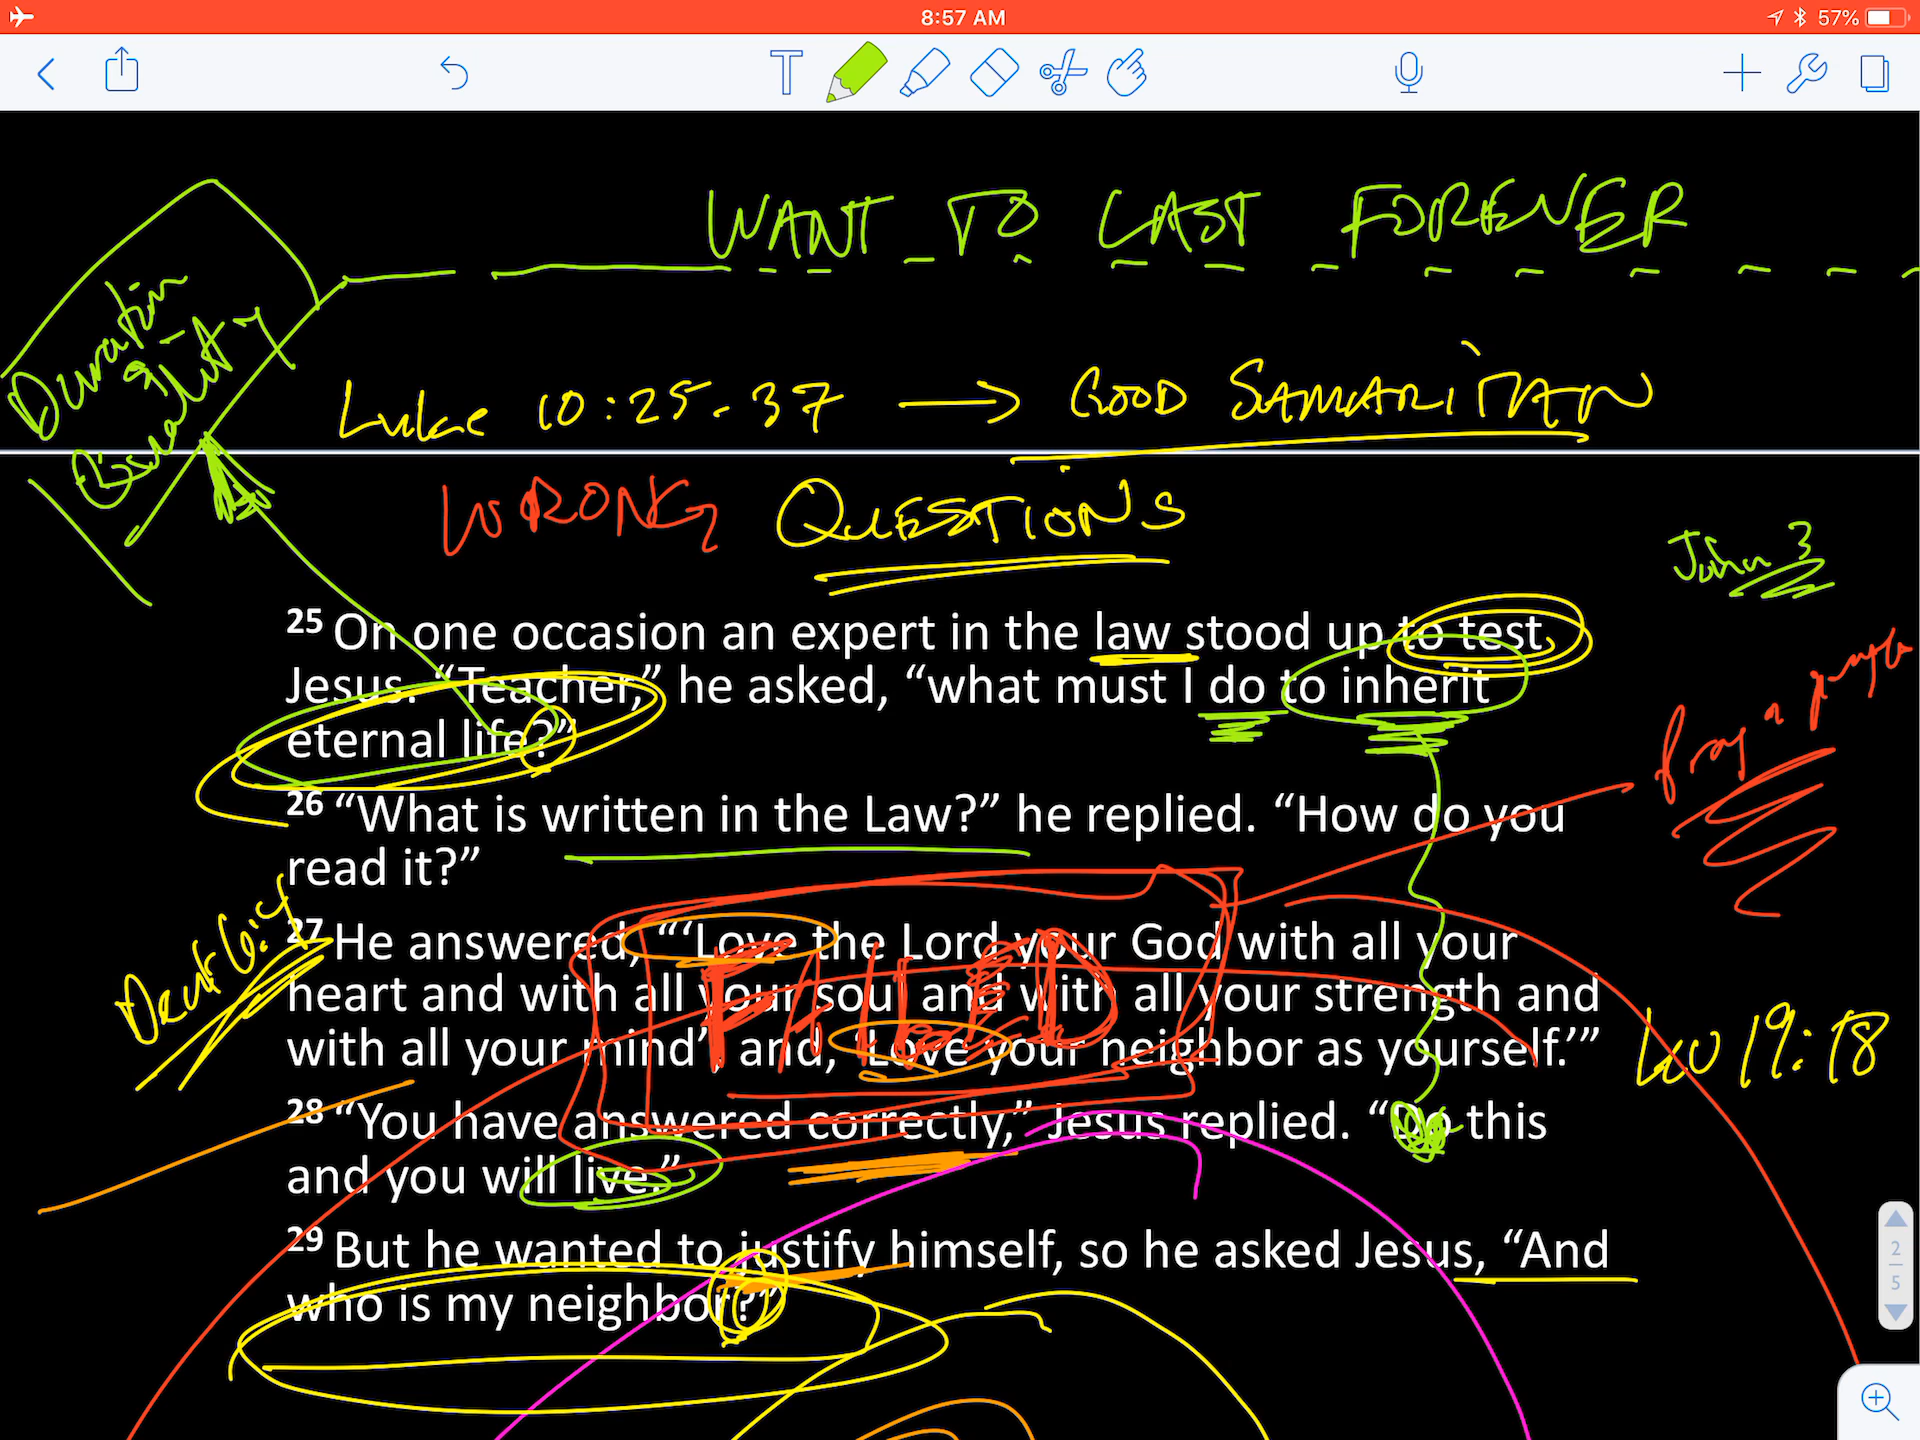 8:57 AM
57%
T
WANT TO LAST FOREVER
Duration
&
Quality
Luke 10:25-37 → GOOD SAMARITAN
WRONG QUESTIONS
John 3
25 On one occasion an expert in the law stood up to test
Jesus. “Teacher,” he asked, “what must I do to inherit
eternal life?”
26 “What is written in the Law?” he replied. “How do you
read it?”
27 He answered, “‘Love the Lord your God with all your
heart and with all your soul and with all your strength and
with all your mind’; and, ‘Love your neighbor as yourself.’”
FAILED
Lev 19:18
28 “You have answered correctly,” Jesus replied. “Do this
and you will live.”
29 But he wanted to justify himself, so he asked Jesus, “And
who is my neighbor?”
2
5